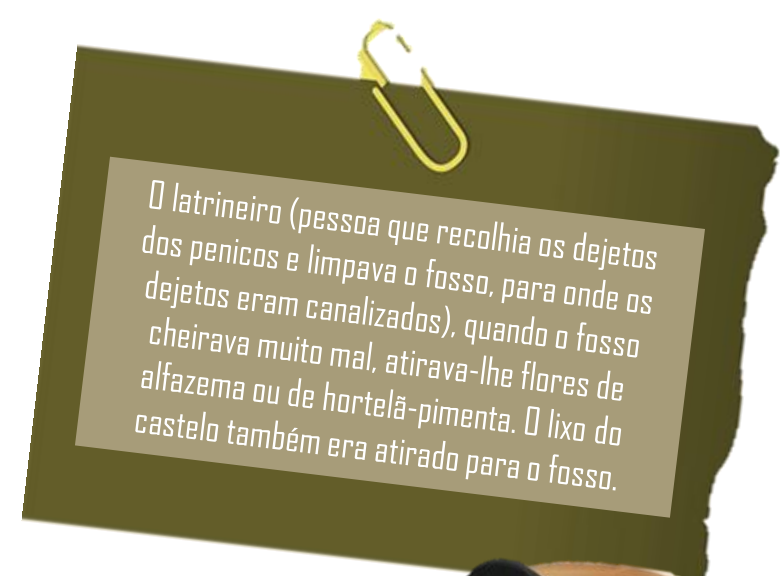 O latrineiro (pessoa que recolhia os dejetos
dos penicos e limpava o fosso, para onde os
dejetos eram canalizados), quando o fosso
cheirava muito mal, atirava-lhe flores de
alfazema ou de hortelã-pimenta. O lixo do
castelo também era atirado para o fosso.